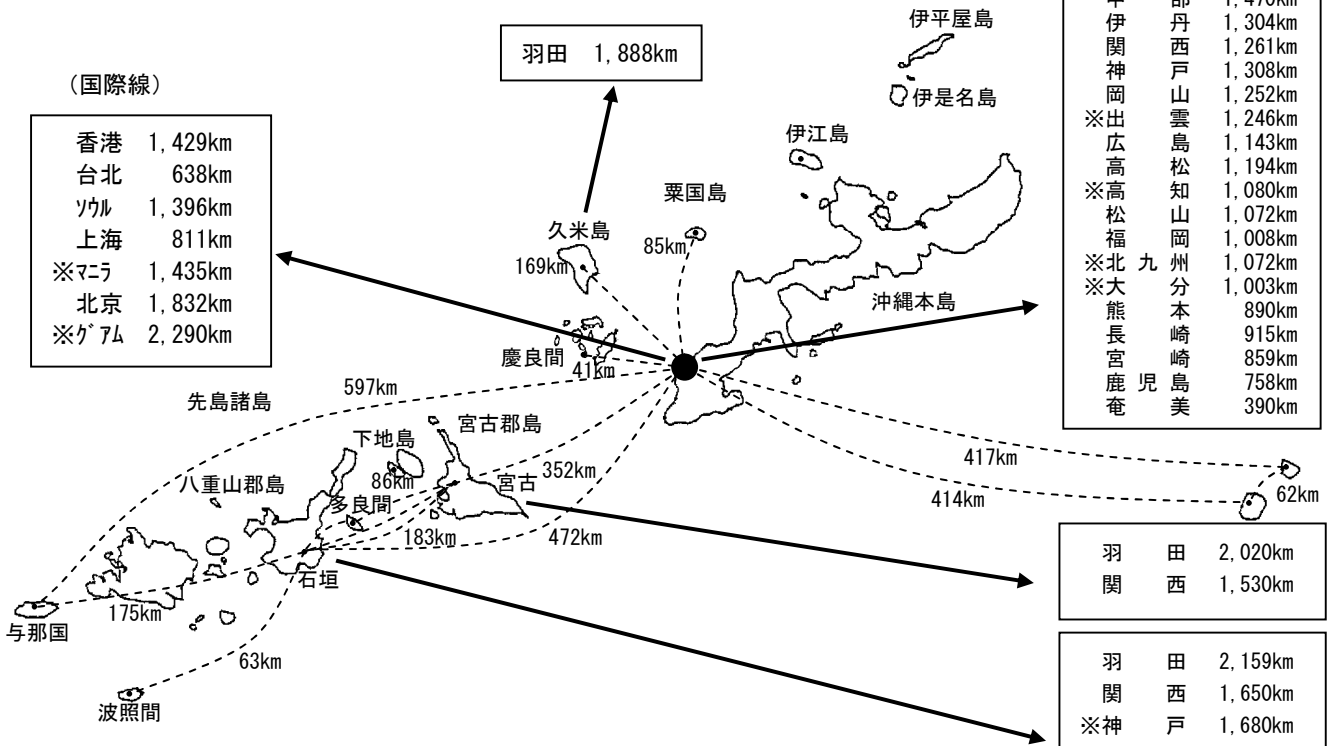 中部 1,470km
伊丹 1,304km
関西 1,261km
神戸 1,308km
岡山 1,252km
※出雲 1,246km
広島 1,143km
高松 1,194km
※高知 1,080km
松山 1,072km
福岡 1,008km
※北九州 1,072km
※大分 1,003km
熊本 890km
長崎 915km
宮崎 859km
鹿児島 758km
奄美 390km
伊平屋島
伊是名島
伊江島
羽田 1,888km
(国際線)
香港 1,429km
台北 638km
ソウル 1,396km
上海 811km
※マニラ 1,435km
北京 1,832km
※グアム 2,290km
粟国島
85km
久米島
169km
沖縄本島
慶良間
41km
597km
先島諸島
宮古郡島
下地島
86km
352km
宮古
八重山郡島
多良間
183km
472km
石垣
175km
与那国
63km
波照間
417km
414km
62km
羽田 2,020km
関西 1,530km
羽田 2,159km
関西 1,650km
※神戸 1,680km